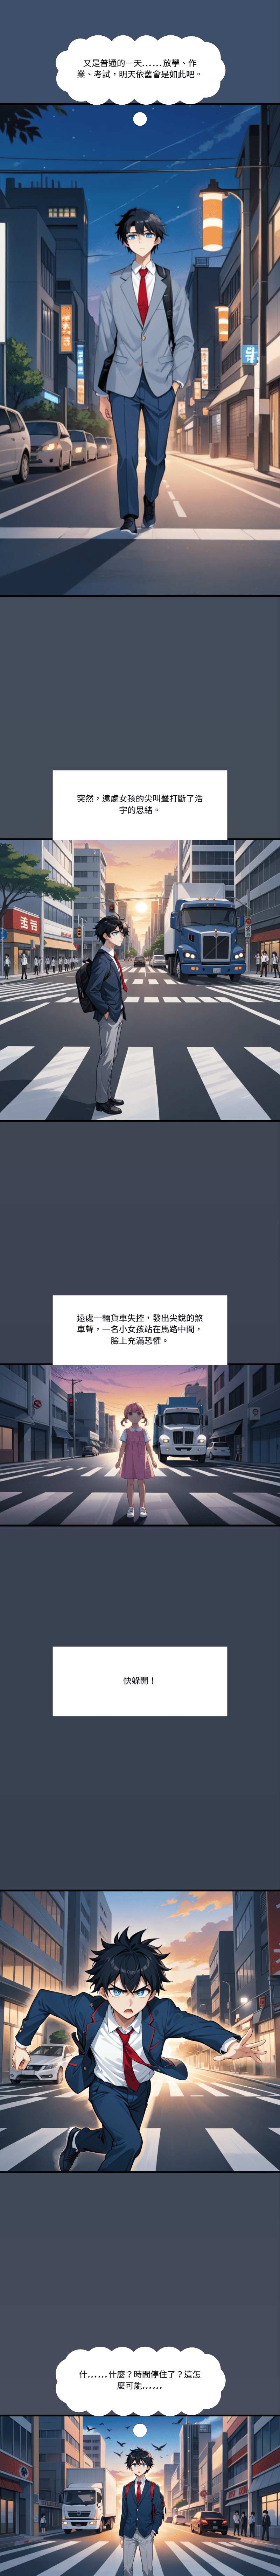 又是普通的一天......放學、作
業、考試，明天依舊會是如此吧。
突然，遠處女孩的尖叫聲打斷了浩
宇的思緒。
遠處一輛貨車失控，發出尖銳的煞
車聲，一名小女孩站在馬路中間，
臉上充滿恐懼。
快躲開！
什......什麼？時間停住了？這怎
麼可能......